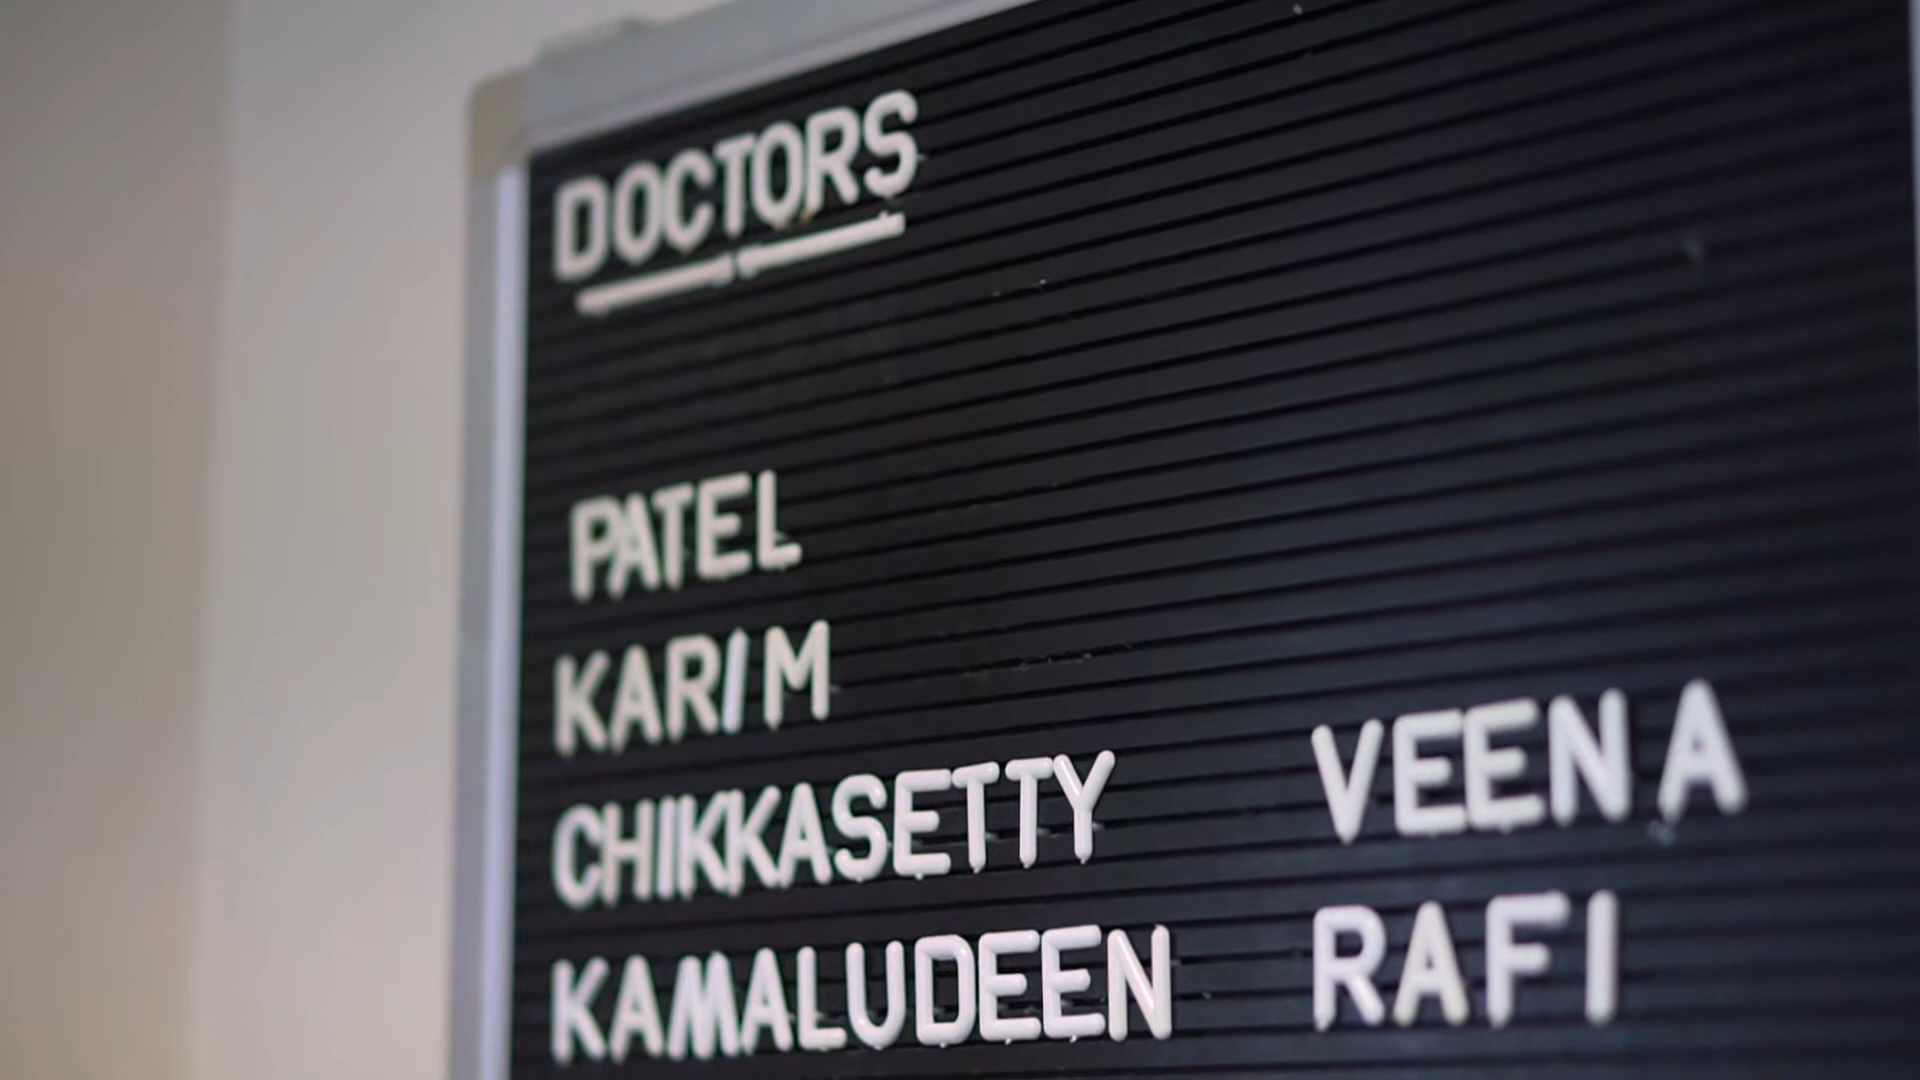 DOCTORS
PATEL
KARIM
CHIKKASETTY VEENA
KAMALUDEEN RAFI